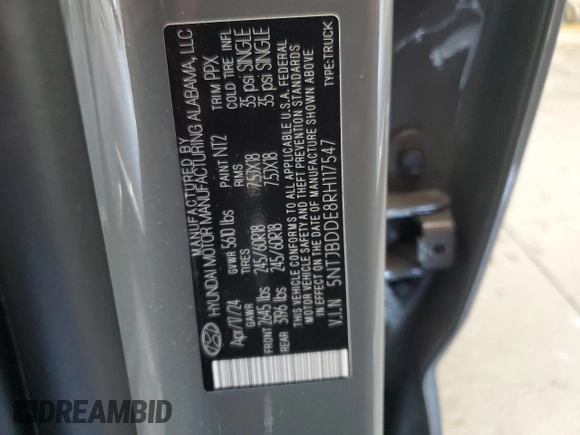 HYUNDAI MOTOR MANUFACTURING ALABAMA, LLC
Apr/17/24 GVWR 5610 lbs PAINT NT2 TRIM PPX
GAWR TIRES RIMS COLD TIRE INFL
FRONT 2645 lbs 245/60R18 7.5JX18 35 psi SINGLE
REAR 3196 lbs 245/60R18 7.5JX18 35 psi SINGLE
THIS VEHICLE CONFORMS TO ALL APPLICABLE U.S.A. FEDERAL
MOTOR VEHICLE SAFETY AND THEFT PREVENTION STANDARDS
IN EFFECT ON THE DATE OF MANUFACTURE SHOWN ABOVE
V.I.N 5NTJBDDE8RH117547 TYPE:TRUCK
DREAMBID